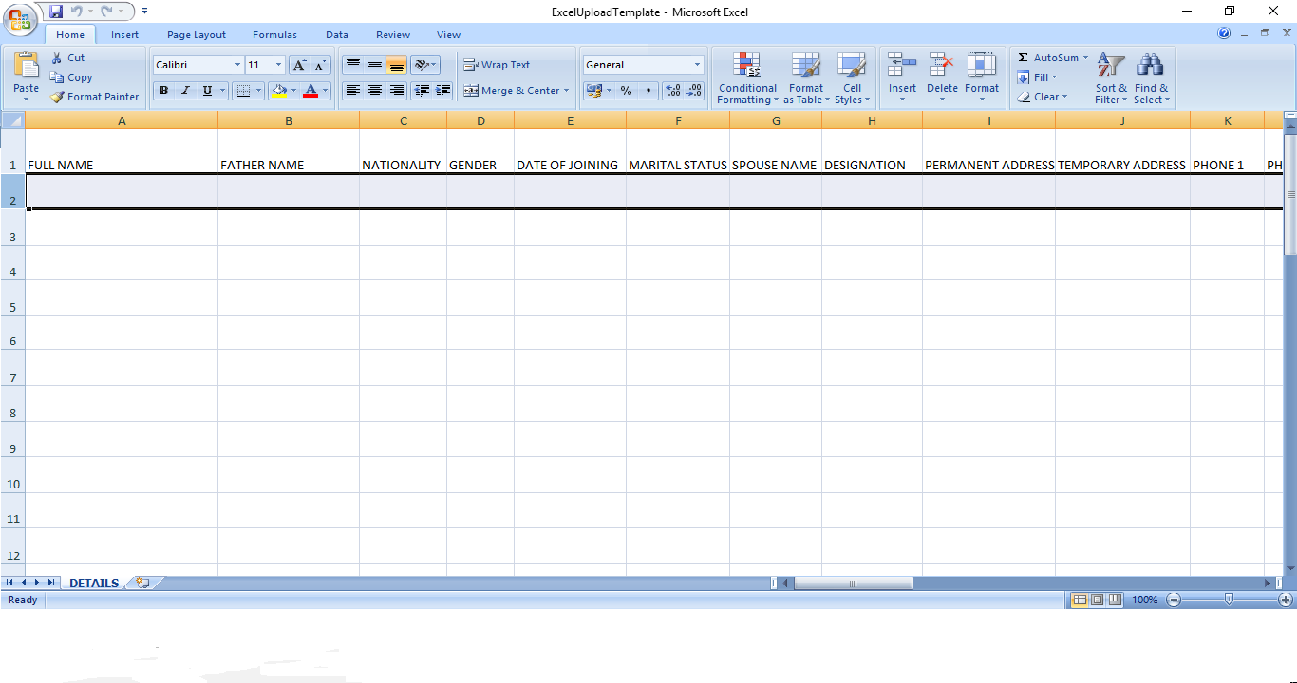 ExcelUploadTemplate - Microsoft Excel
Home Insert Page Layout Formulas Data Review View
Cut Calibri 11 A A Wrap Text General Σ AutoSum
Copy Fill
Paste Conditional Format Cell Insert Delete Format Sort & Find &
Format Painter B I U A Merge & Center % , .00 .00 Formatting as Table Styles Clear Filter Select
A B C D E F G H I J K
1 FULL NAME FATHER NAME NATIONALITY GENDER DATE OF JOINING MARITAL STATUS SPOUSE NAME DESIGNATION PERMANENT ADDRESS TEMPORARY ADDRESS PHONE 1 PH
2
3
4
5
6
7
8
9
10
11
12
DETAILS
Ready 100%